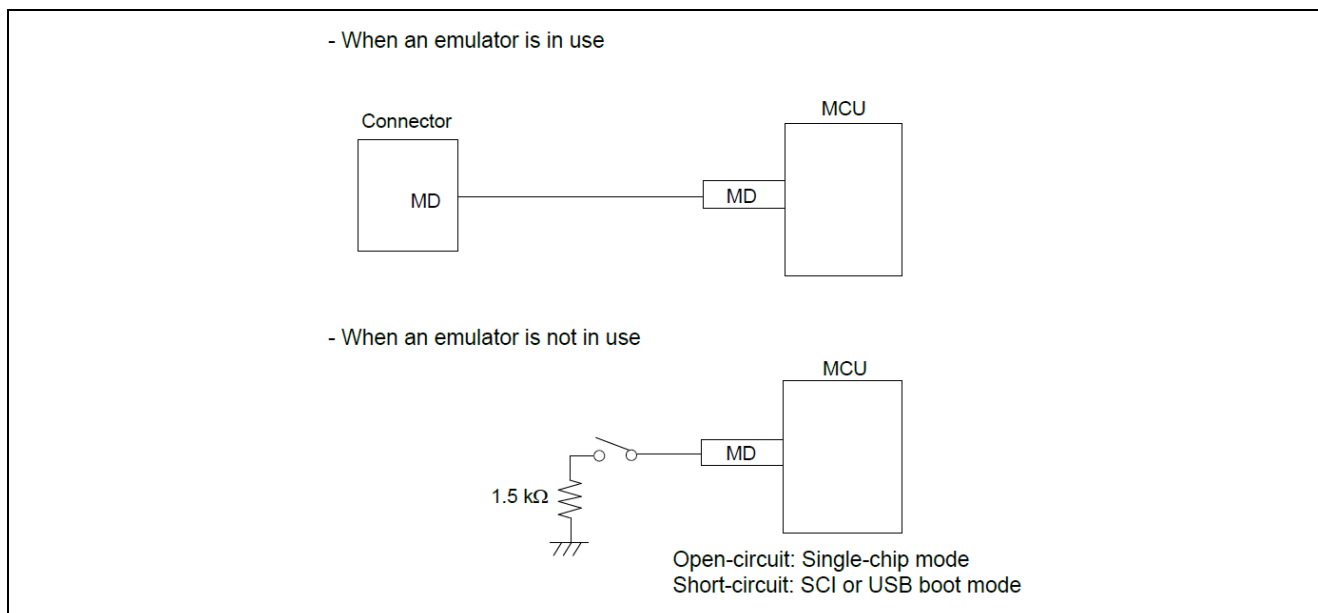 - When an emulator is in use
Connector
MCU
MD
MD
- When an emulator is not in use
MCU
MD
1.5 kΩ
Open-circuit: Single-chip mode
Short-circuit: SCI or USB boot mode